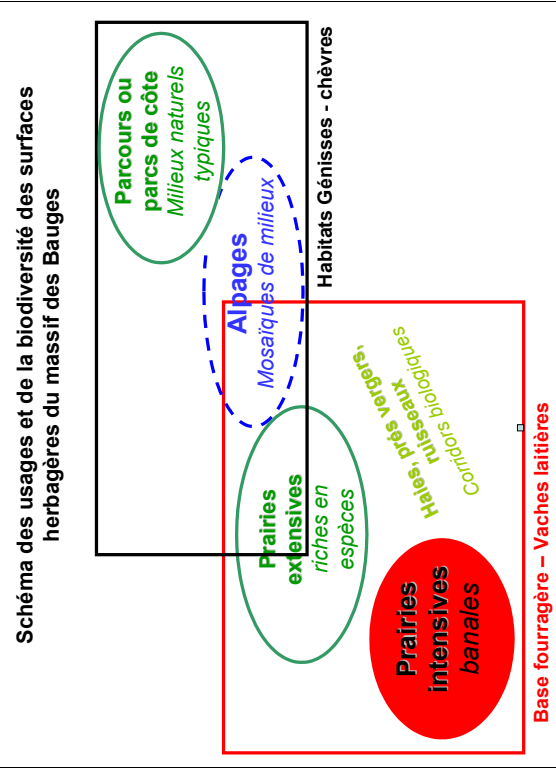 Schéma des usages et de la biodiversité des surfaces
herbagères du massif des Bauges
Parcours ou
parcs de côte
Milieux naturels
typiques
Alpages
Mosaïques de milieux
Habitats Génisses - chèvres
Prairies
extensives
riches en
espèces
Haies, prés vergers,
ruisseaux
Corridors biologiques
Prairies
intensives
banales
Base fourragère – Vaches laitières